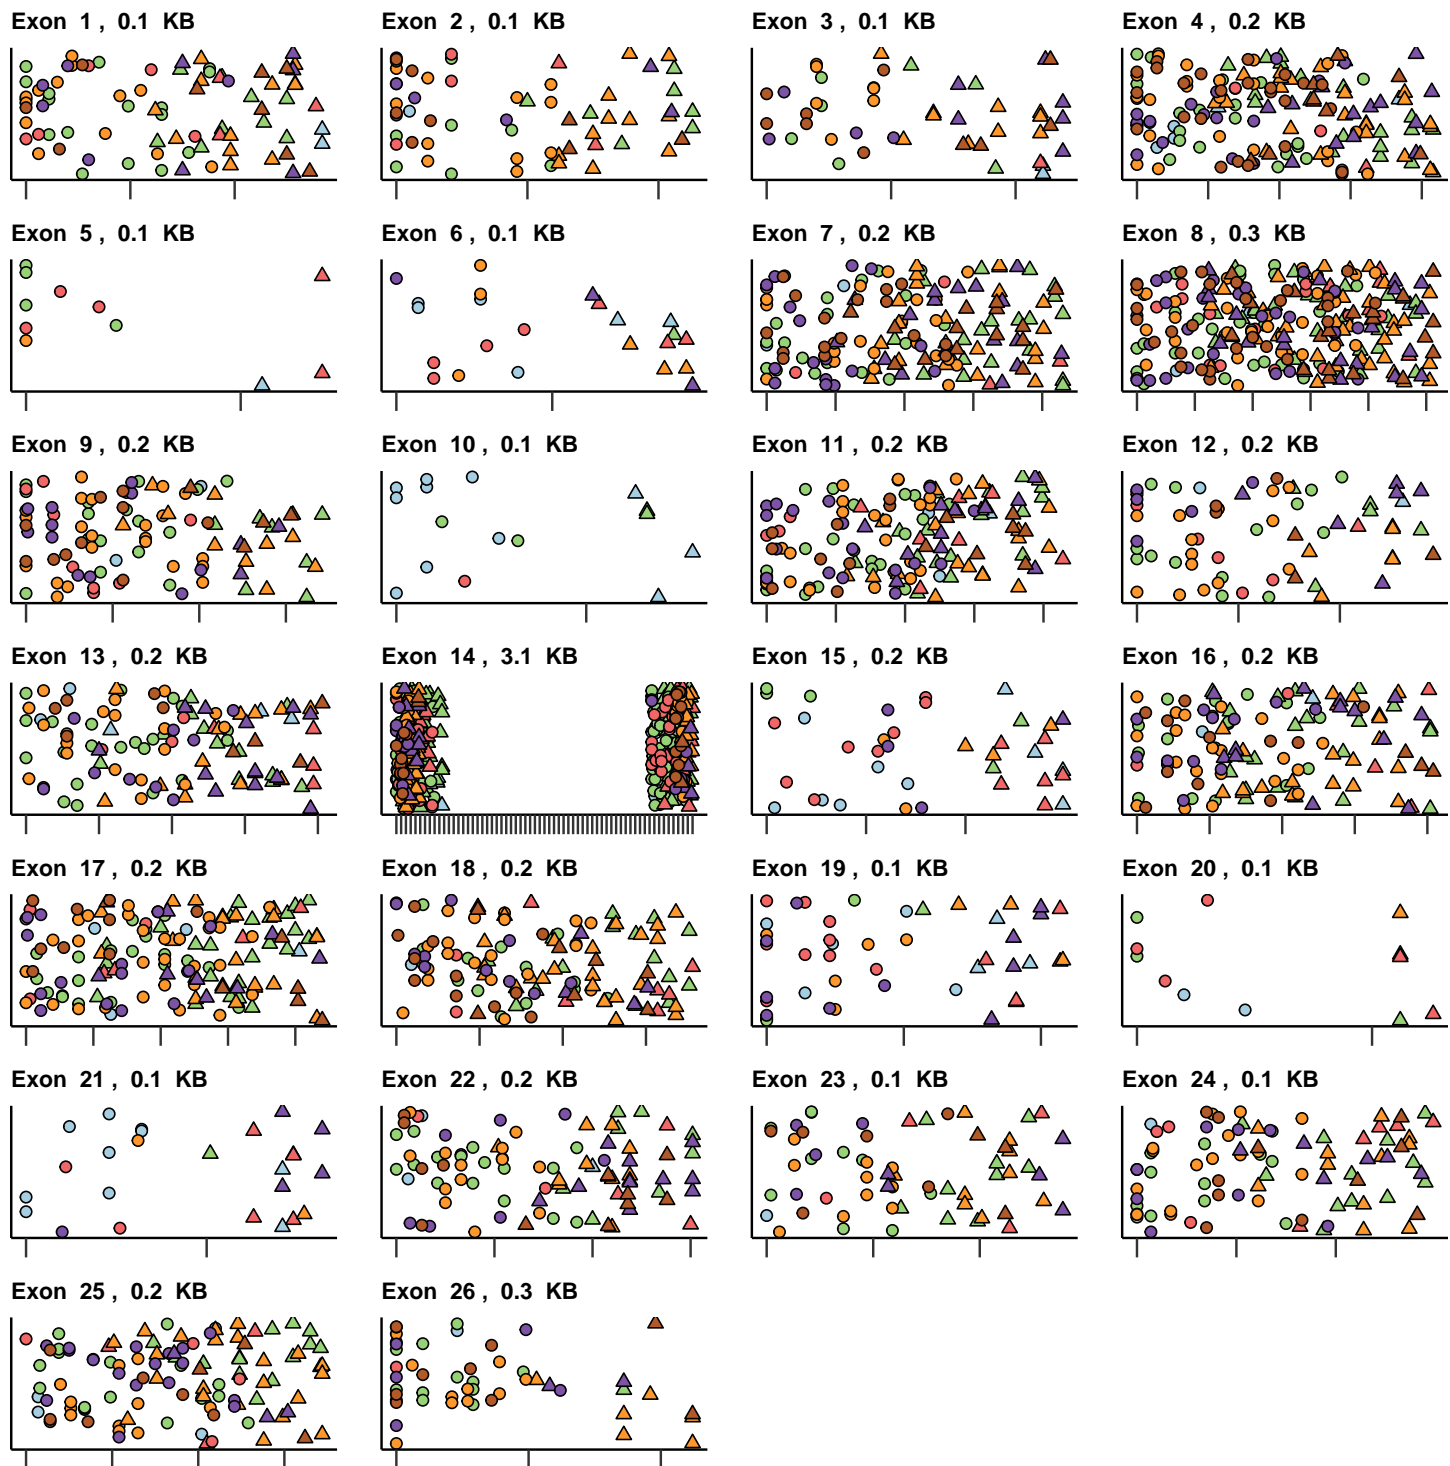 Exon 1 , 0.1 KB
Exon 2 , 0.1 KB
Exon 3 , 0.1 KB
Exon 4 , 0.2 KB
Exon 5 , 0.1 KB
Exon 6 , 0.1 KB
Exon 7 , 0.2 KB
Exon 8 , 0.3 KB
Exon 9 , 0.2 KB
Exon 10 , 0.1 KB
Exon 11 , 0.2 KB
Exon 12 , 0.2 KB
Exon 13 , 0.2 KB
Exon 14 , 3.1 KB
Exon 15 , 0.2 KB
Exon 16 , 0.2 KB
Exon 17 , 0.2 KB
Exon 18 , 0.2 KB
Exon 19 , 0.1 KB
Exon 20 , 0.1 KB
Exon 21 , 0.1 KB
Exon 22 , 0.2 KB
Exon 23 , 0.1 KB
Exon 24 , 0.1 KB
Exon 25 , 0.2 KB
Exon 26 , 0.3 KB